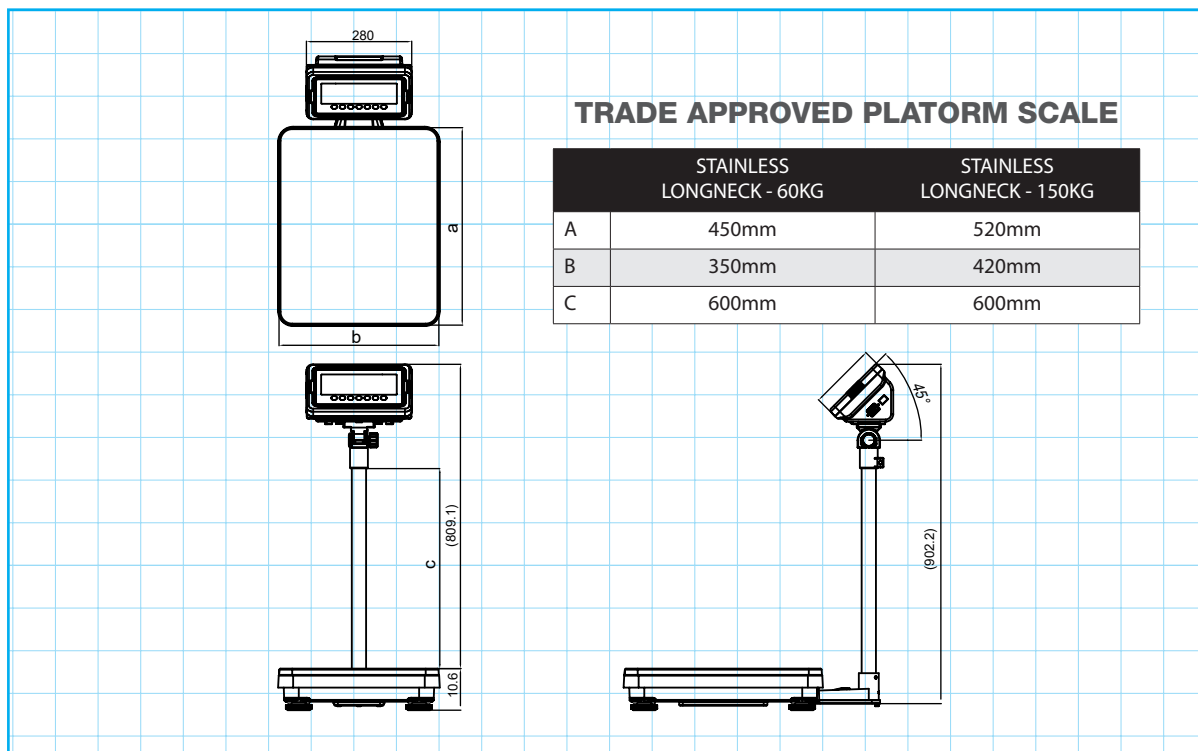 280
TRADE APPROVED PLATORM SCALE
STAINLESS LONGNECK - 60KG STAINLESS LONGNECK - 150KG
A 450mm 520mm
B 350mm 420mm
C 600mm 600mm
a
b
45°
(809.1)
c
(902.2)
10.6